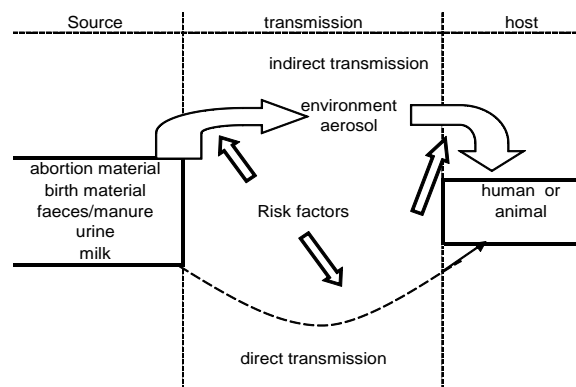 Source transmission host
indirect transmission
environment
aerosol
abortion material
birth material
faeces/manure
urine
milk
Risk factors
human or
animal
direct transmission